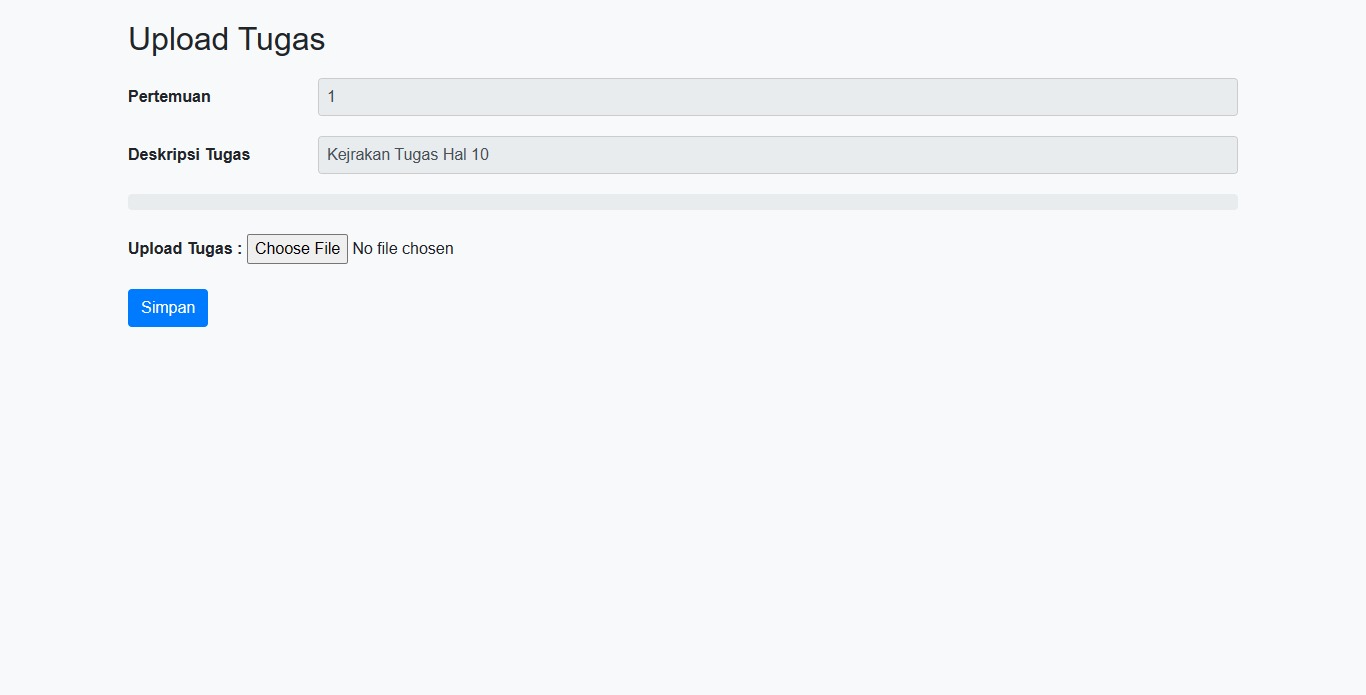 Upload Tugas
Pertemuan 1
Deskripsi Tugas Kejrakan Tugas Hal 10
Upload Tugas : Choose File No file chosen
Simpan